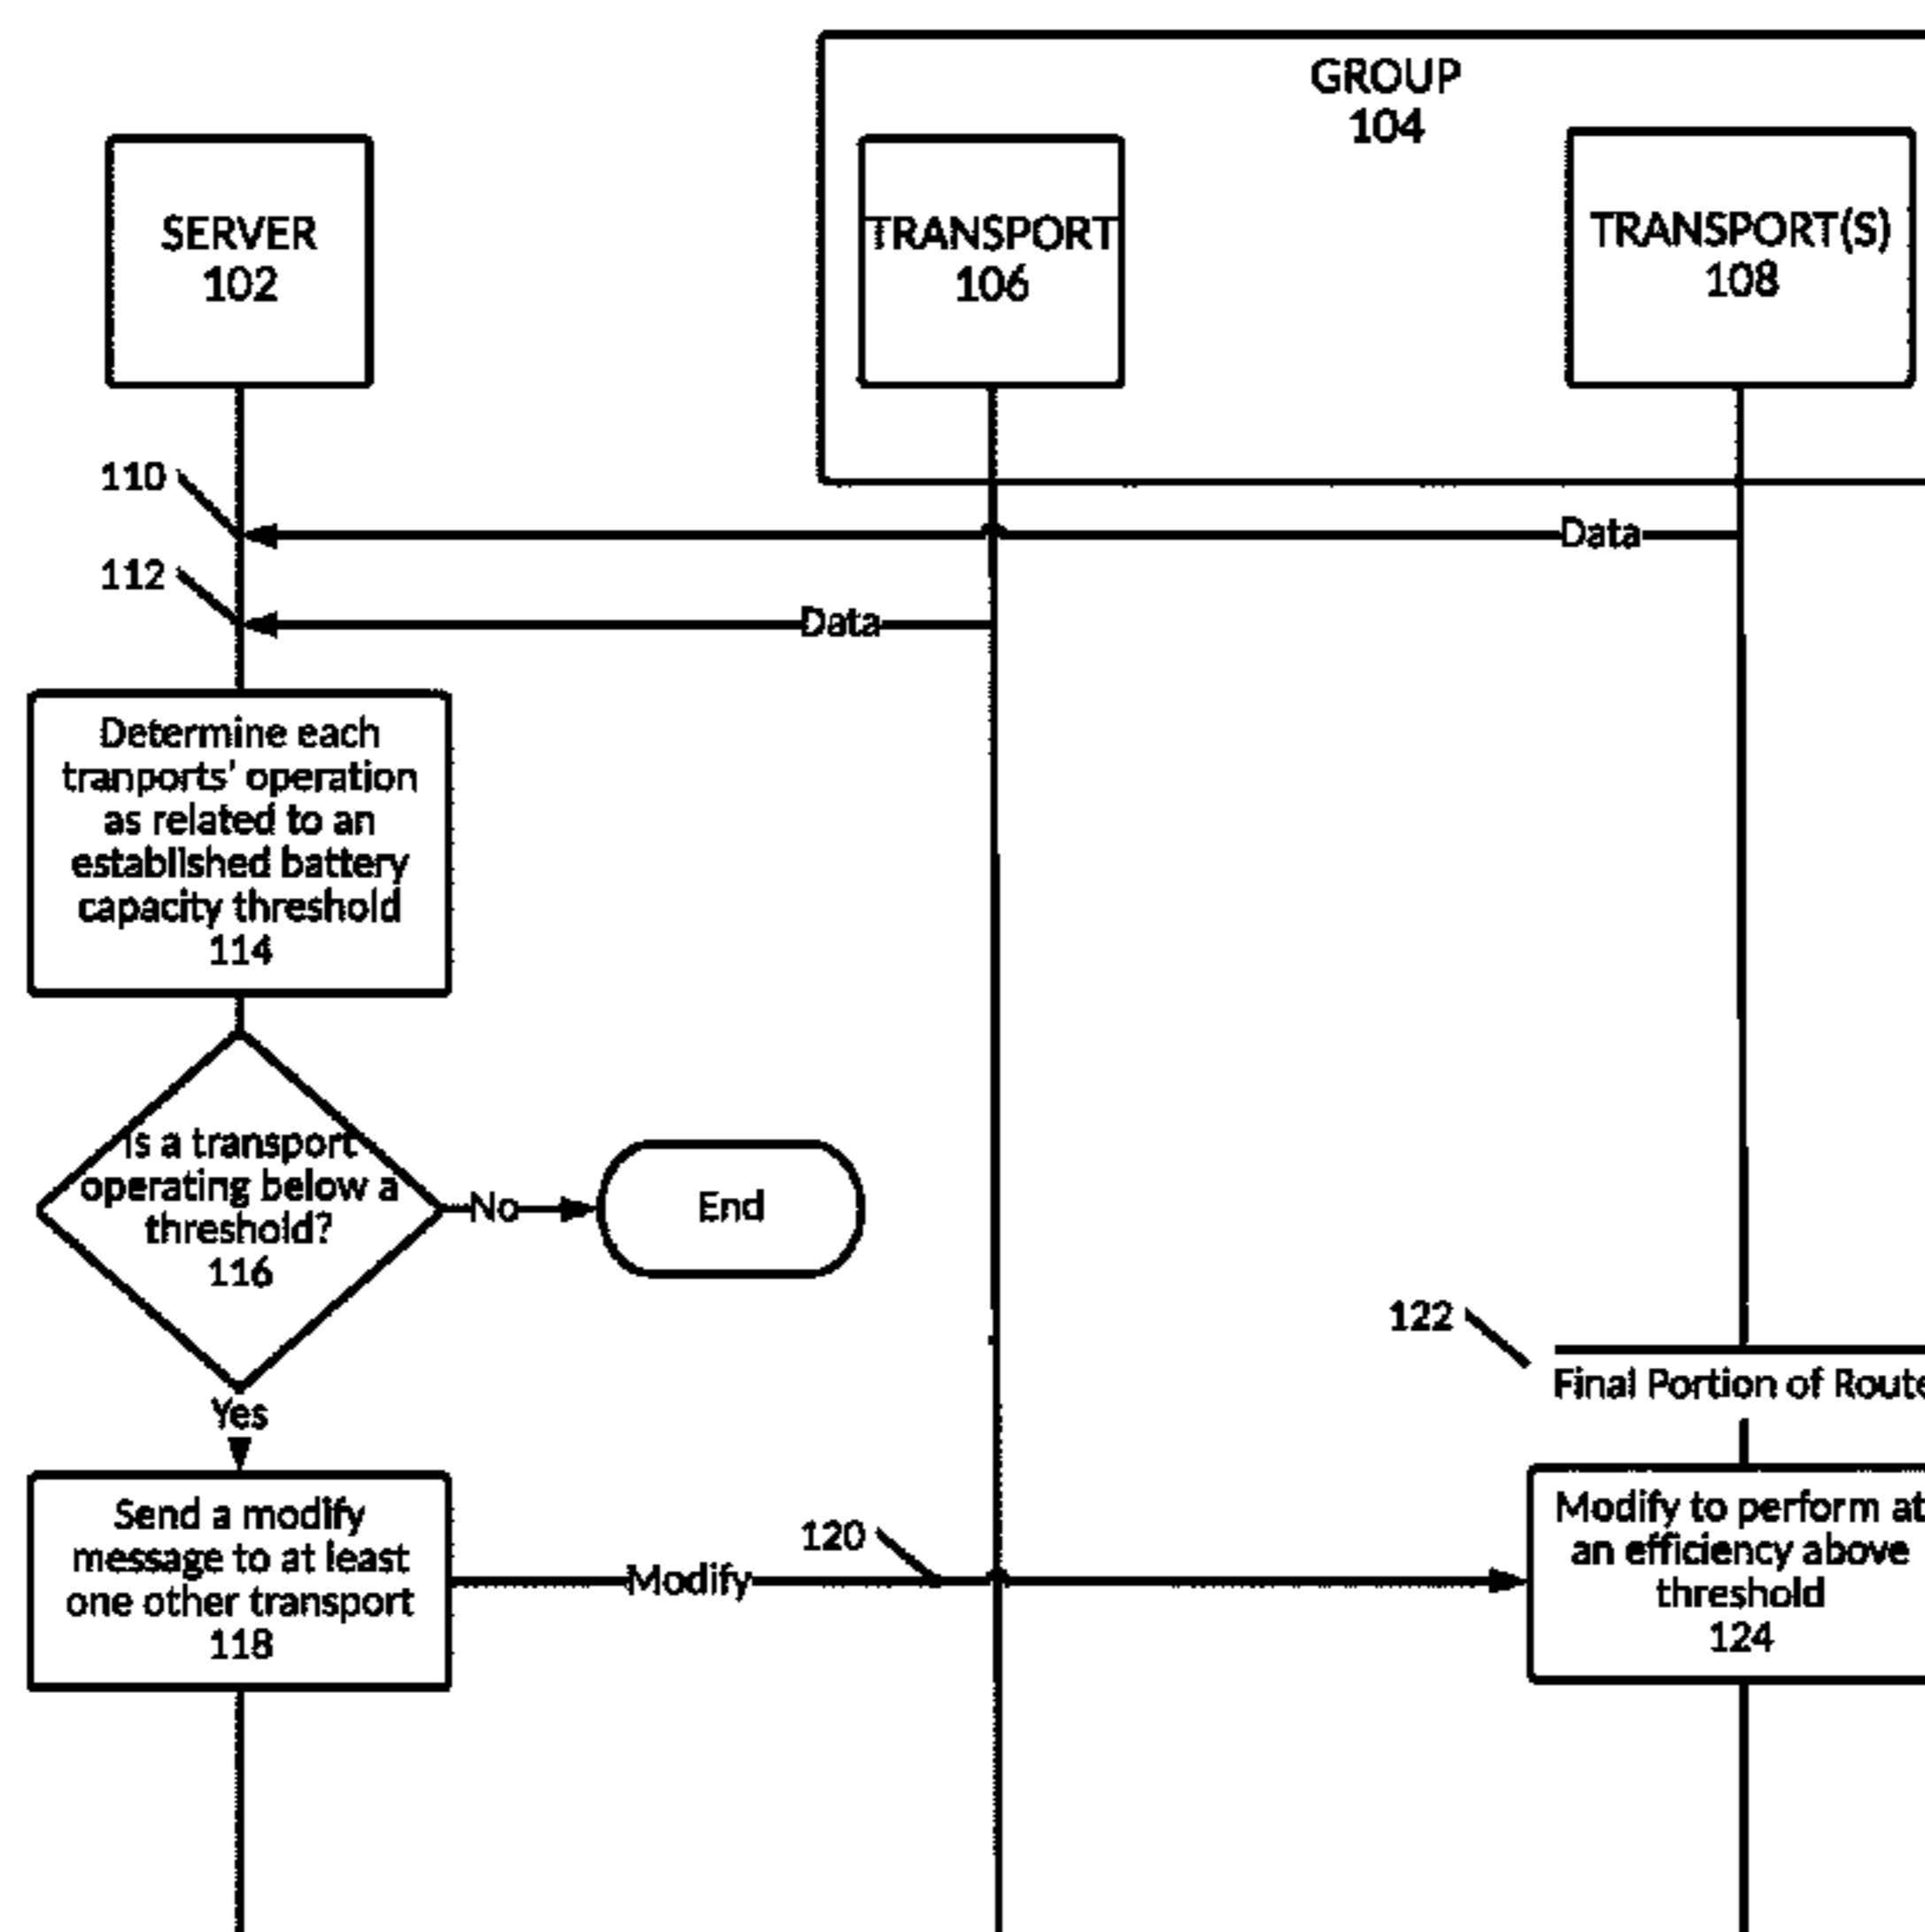 GROUP
104
SERVER
102
TRANSPORT
106
TRANSPORT(S)
108
110
Data
112
Data
Determine each
tranports' operation
as related to an
established battery
capacity threshold
114
Is a transport
operating below a
threshold?
116
No
End
Yes
122
Final Portion of Route
Send a modify
message to at least
one other transport
118
Modify
120
Modify to perform at
an efficiency above
threshold
124